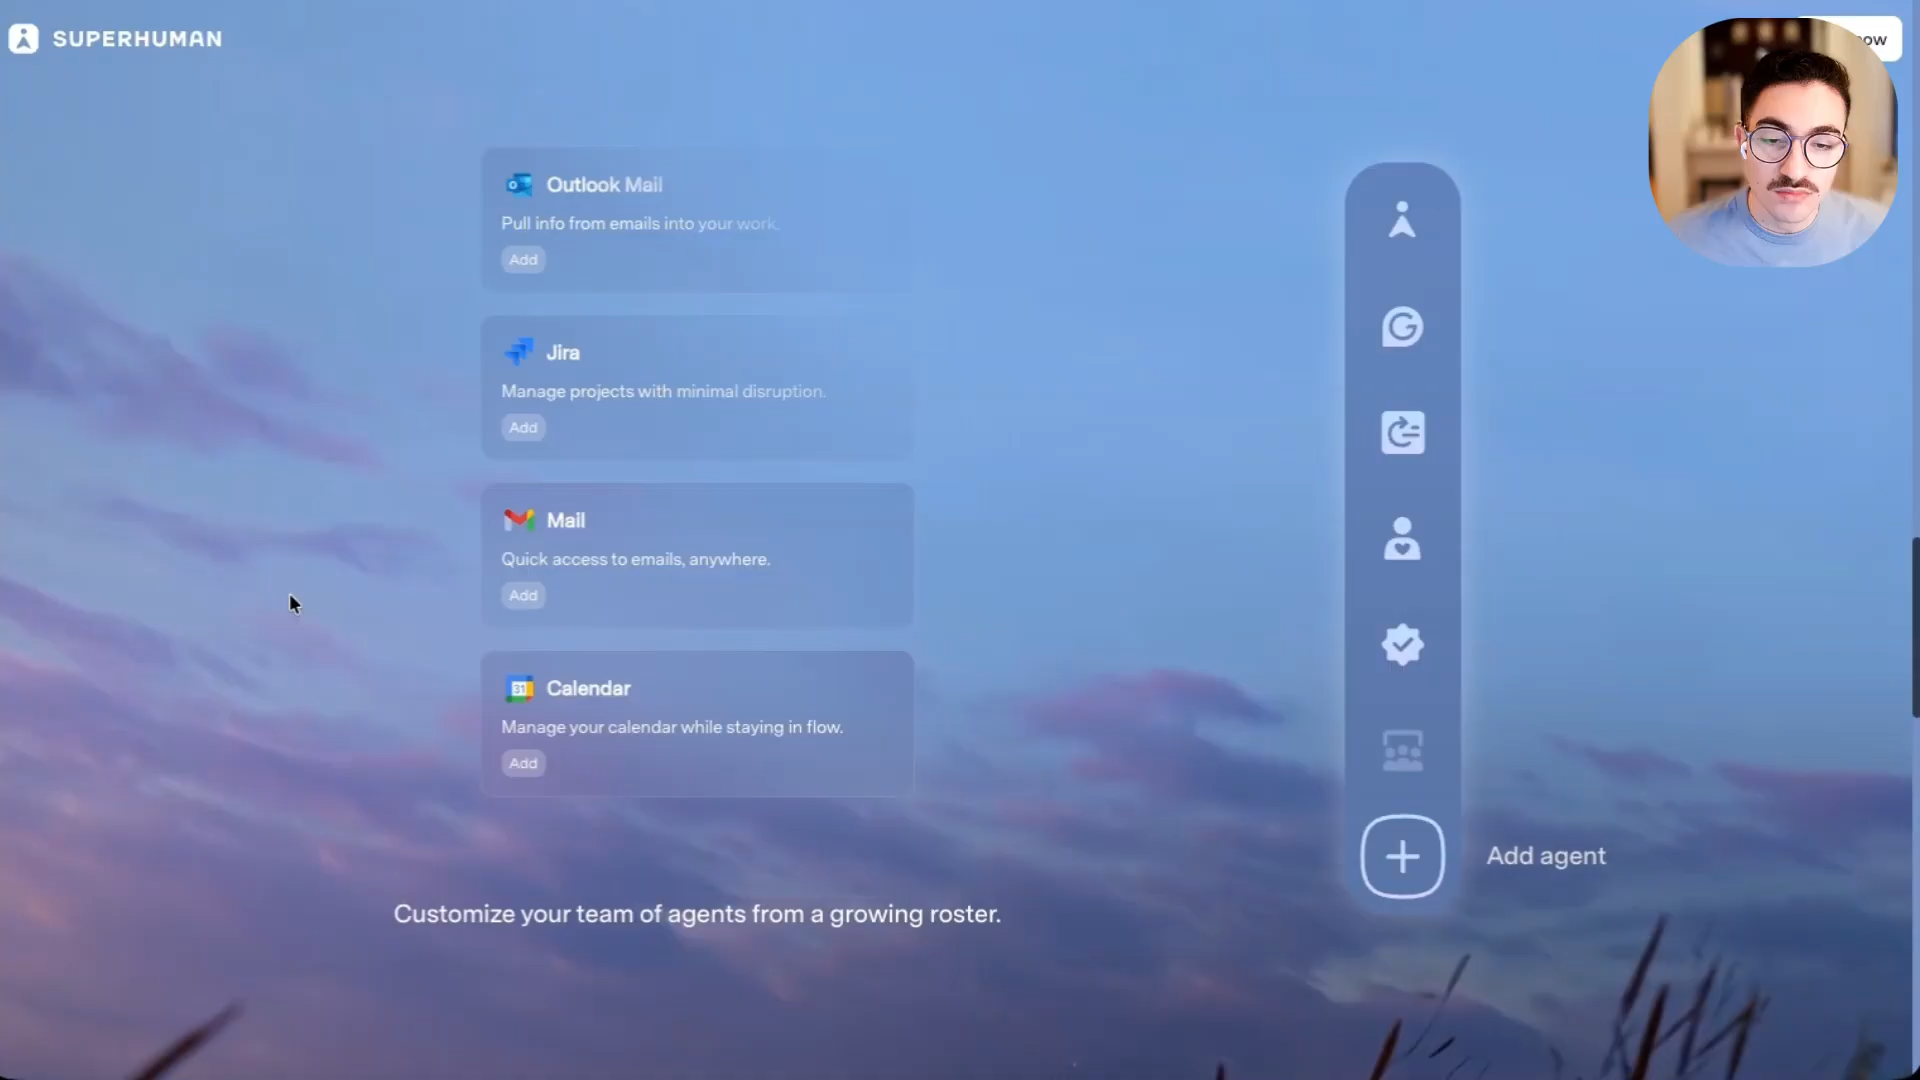 SUPERHUMAN
now
Outlook Mail
Pull info from emails into your work.
Add
Jira
Manage projects with minimal disruption.
Add
Mail
Quick access to emails, anywhere.
Add
31
Calendar
Manage your calendar while staying in flow.
Add
Add agent
Customize your team of agents from a growing roster.